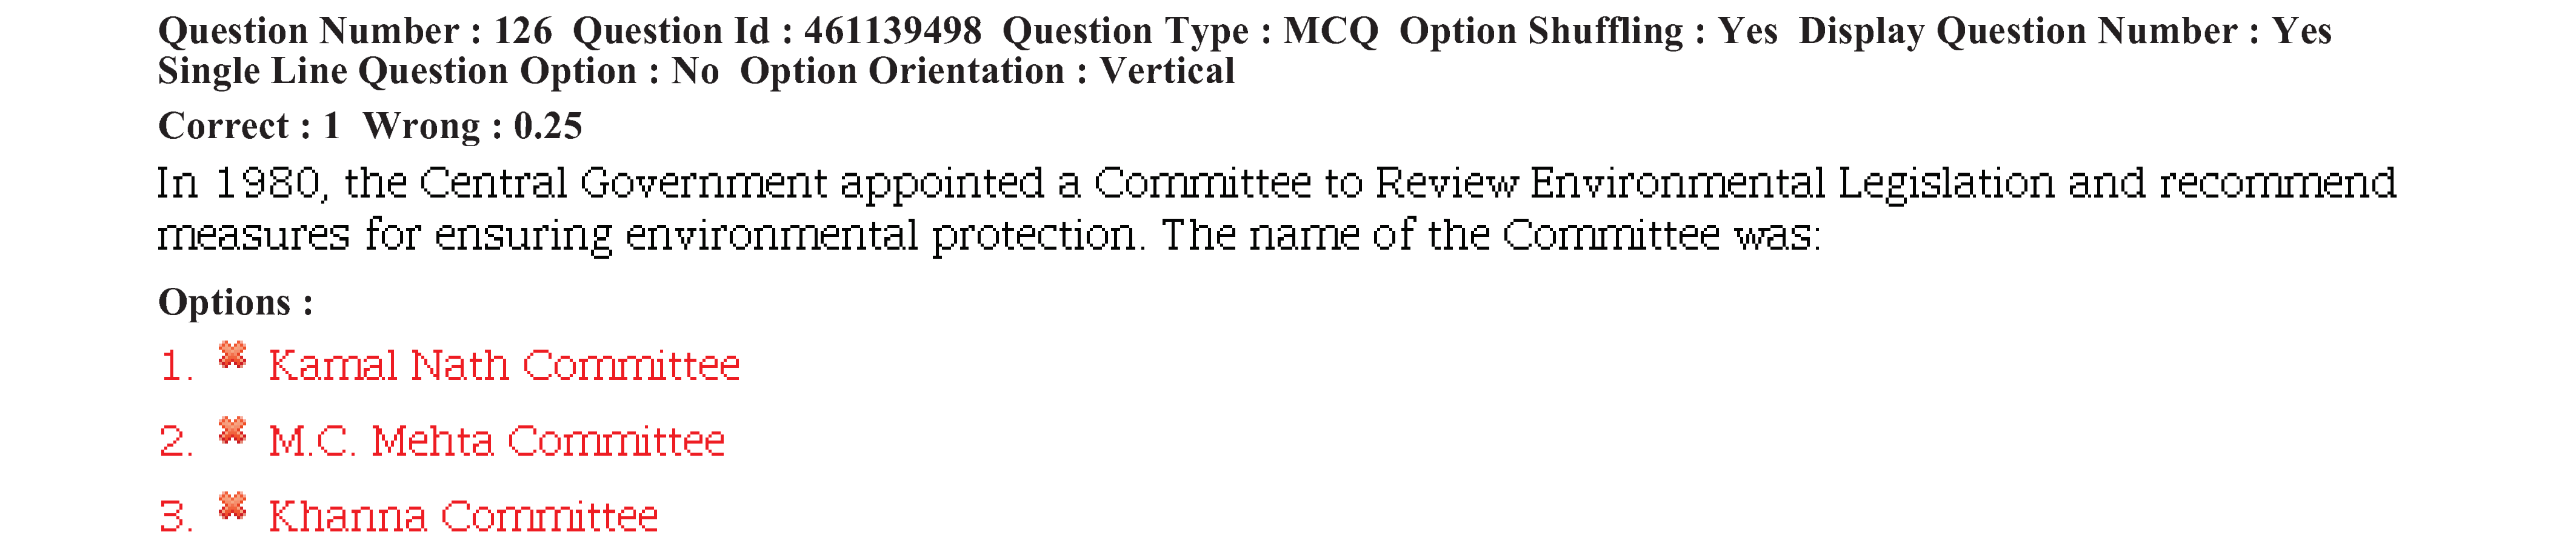 Question Number : 126 Question Id : 461139498 Question Type : MCQ Option Shuffling : Yes Display Question Number : Yes
Single Line Question Option : No Option Orientation : Vertical
Correct : 1 Wrong : 0.25
In 1980, the Central Government appointed a Committee to Review Environmental Legislation and recommend
measures for ensuring environmental protection. The name of the Committee was:
Options :
1. Kamal Nath Committee
2. M.C. Mehta Committee
3. Khanna Committee